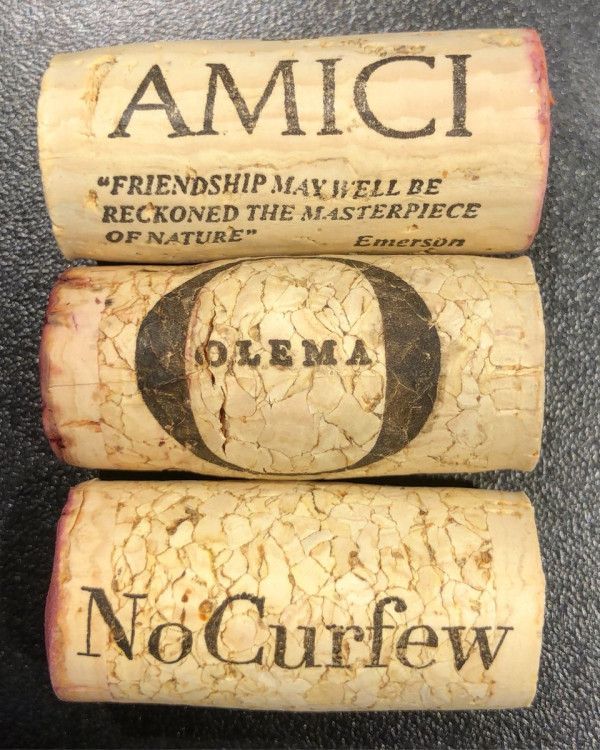 AMICI
“FRIENDSHIP MAY WELL BE
RECKONED THE MASTERPIECE
OF NATURE” Emerson
O
OLEMA
NoCurfew